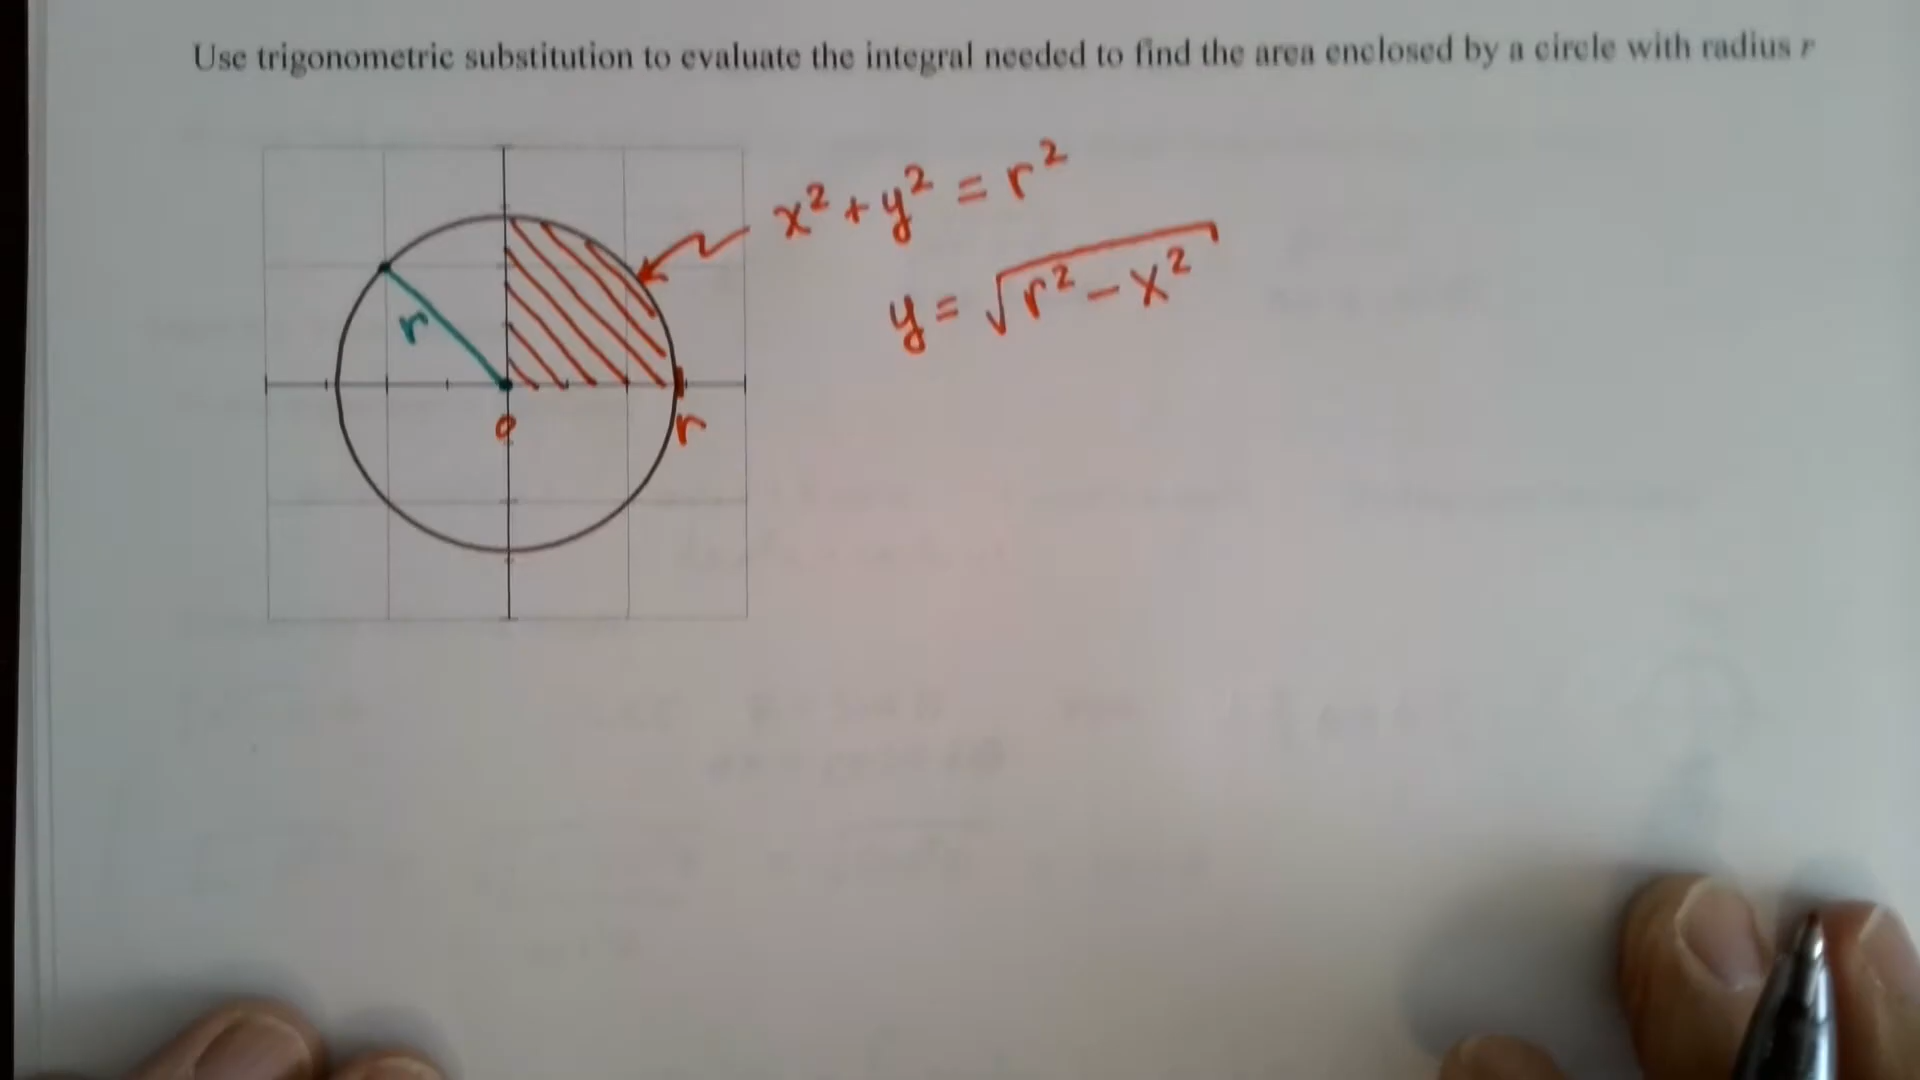 Use trigonometric substitution to evaluate the integral needed to find the area enclosed by a circle with radius r
x² + y² = r²
y = √(r² − x²)
r
0
r